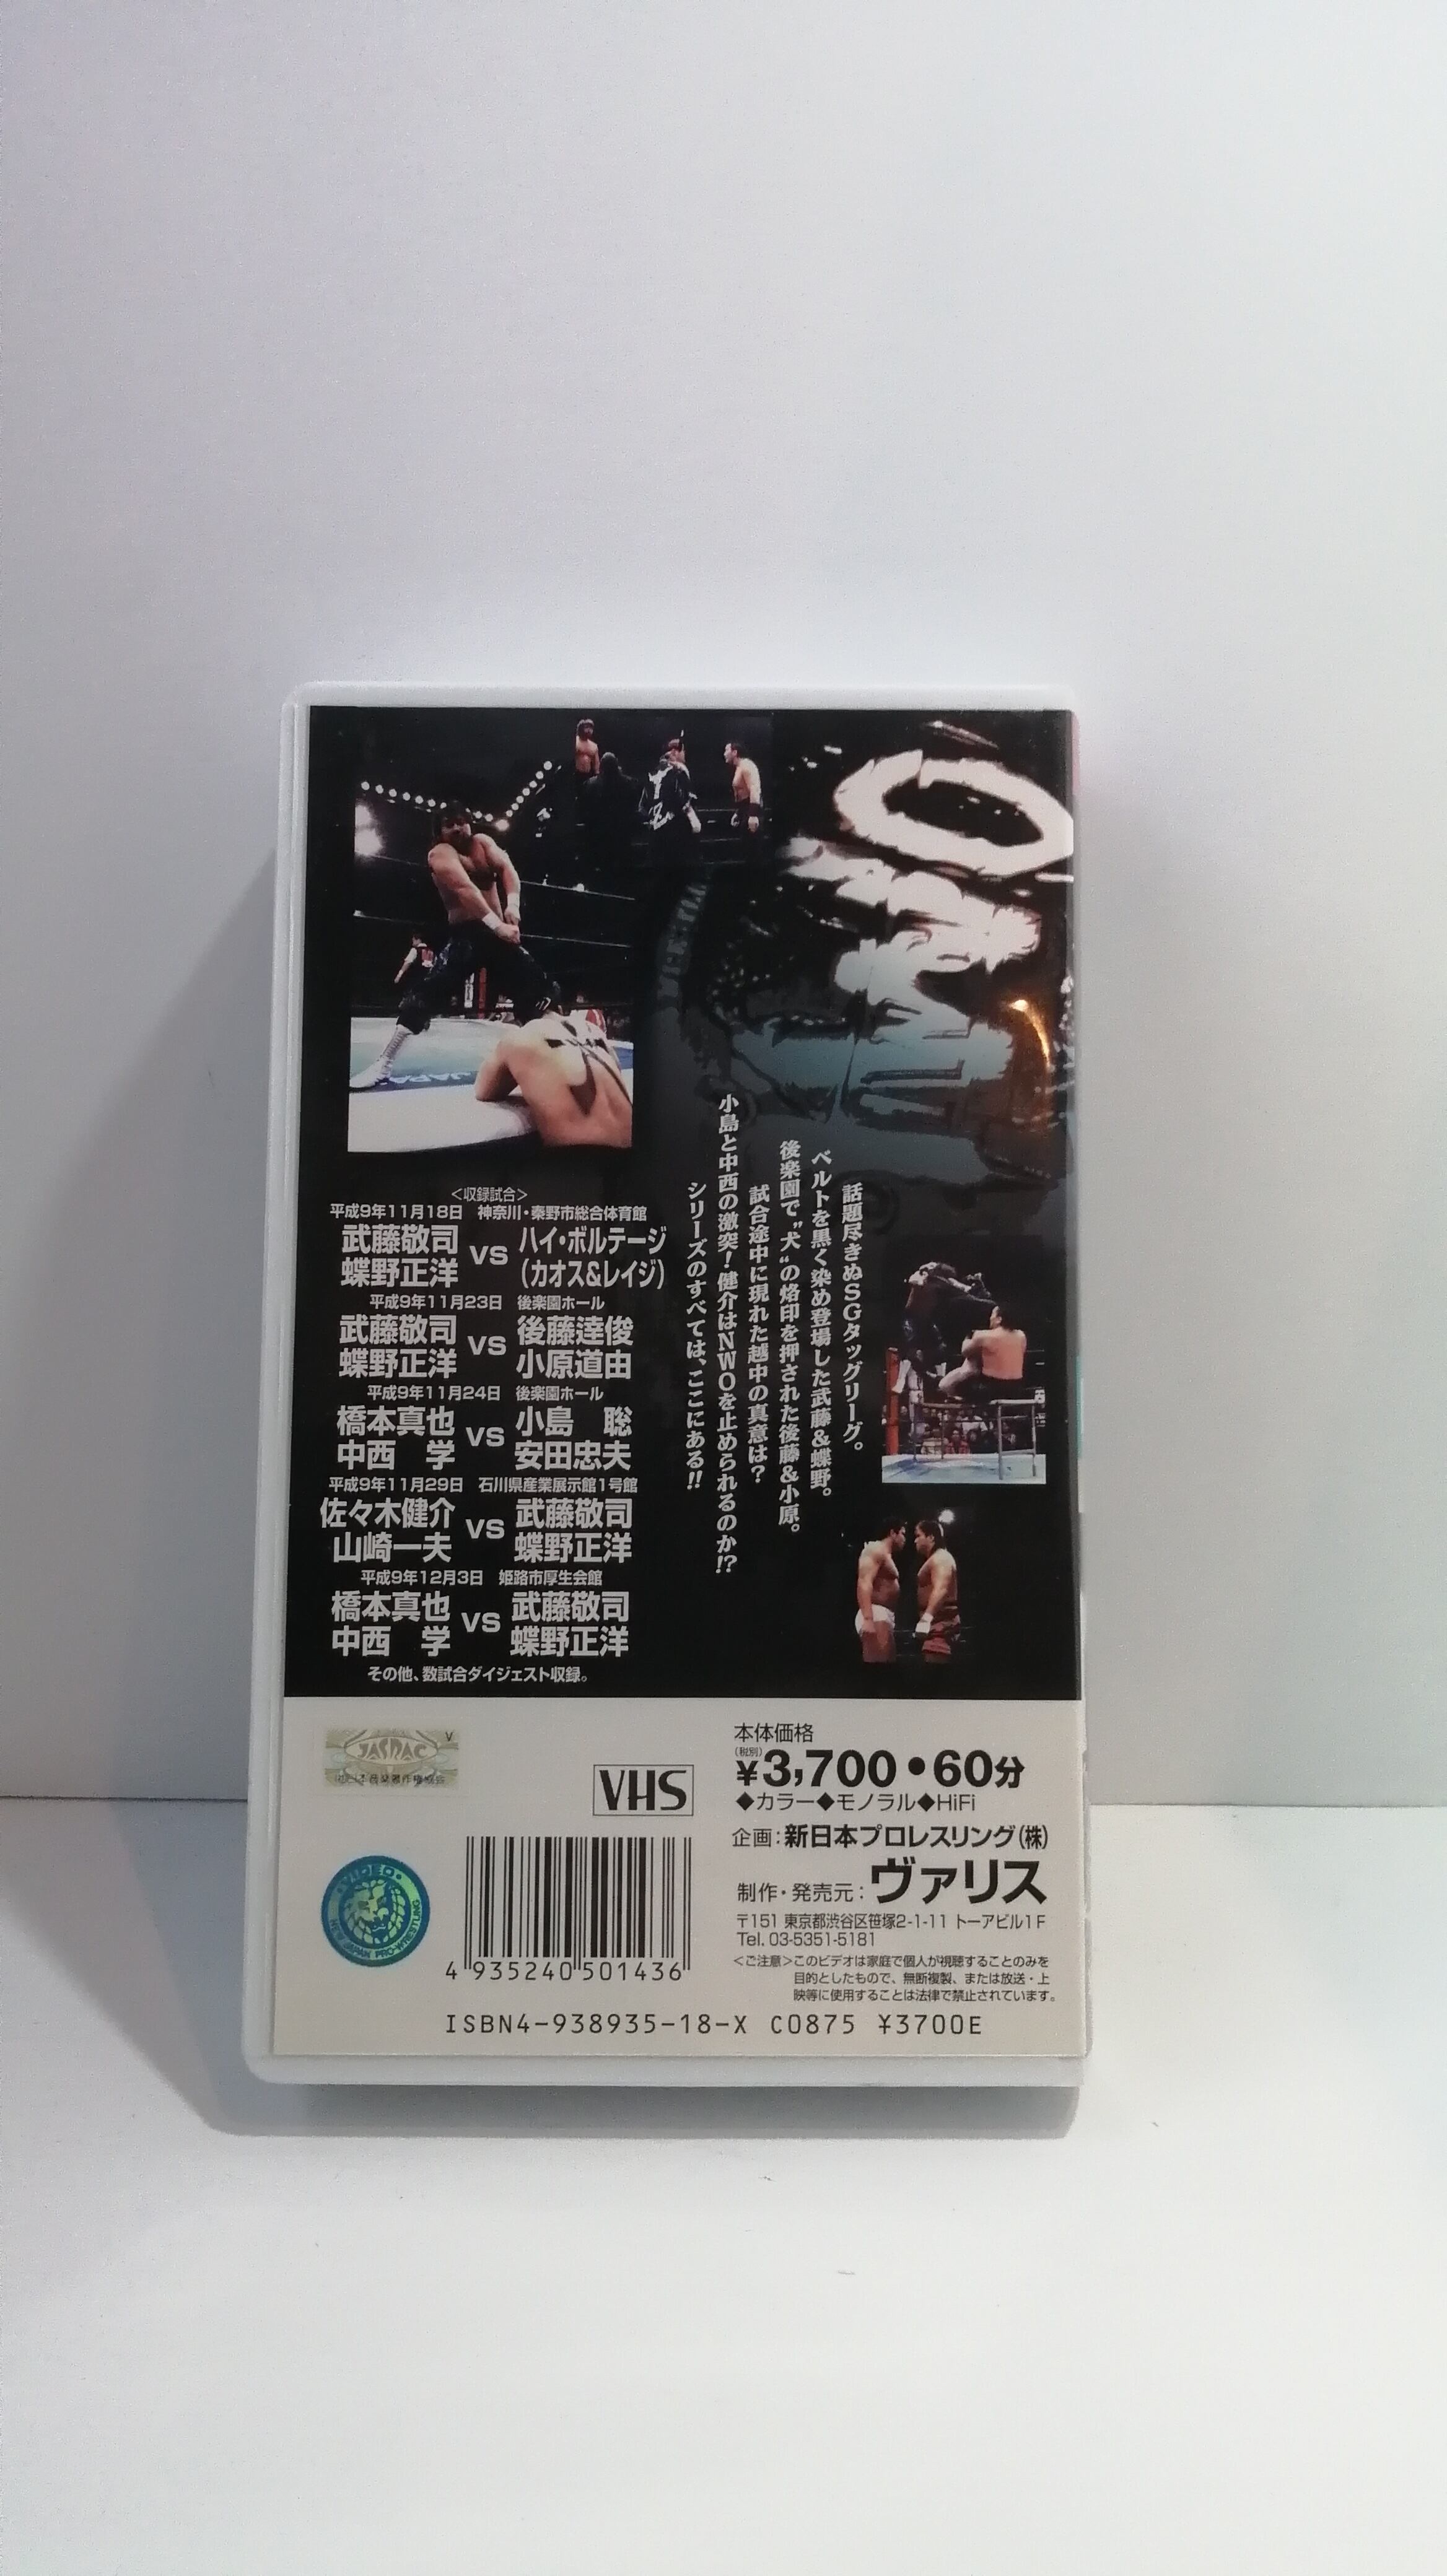 話題尽きぬSGタッグリーグ。
ベルトを黒く染め登場した武藤&蝶野。
後楽園で〝犬〟の烙印を押された後藤&小原。
試合途中に現れた越中の真意は?
小島と中西の激突!健介はNWOを止められるのか!?
シリーズのすべては、ここにある!!
<収録試合>
平成9年11月18日 神奈川・秦野市総合体育館
武藤敬司
蝶野正洋
VS
ハイ・ボルテージ
(カオス&レイジ)
平成9年11月23日 後楽園ホール
武藤敬司
蝶野正洋
VS
後藤達俊
小原道由
平成9年11月24日 後楽園ホール
橋本真也
中西 学
VS
小島 聡
安田忠夫
平成9年11月29日 石川県産業展示館1号館
佐々木健介
山崎一夫
VS
武藤敬司
蝶野正洋
平成9年12月3日 姫路市厚生会館
橋本真也
中西 学
VS
武藤敬司
蝶野正洋
その他、数試合ダイジェスト収録。
V
JASRAC
VHS
本体価格
(税別)
¥3,700●60分
◆カラー◆モノラル◆HiFi
企画:新日本プロレスリング(株)
制作・発売元:ヴァリス
〒151 東京都渋谷区笹塚2-1-11 トーアビル1F
Tel. 03-5351-5181
<ご注意>このビデオは家庭で個人が視聴することのみを
目的としたもので、無断複製、または放送・上
映等に使用することは法律で禁止されています。
VIDEO
NEW JAPAN PRO-WRESTLING
4 935240 501436
ISBN4-938935-18-X C0875 ¥3700E